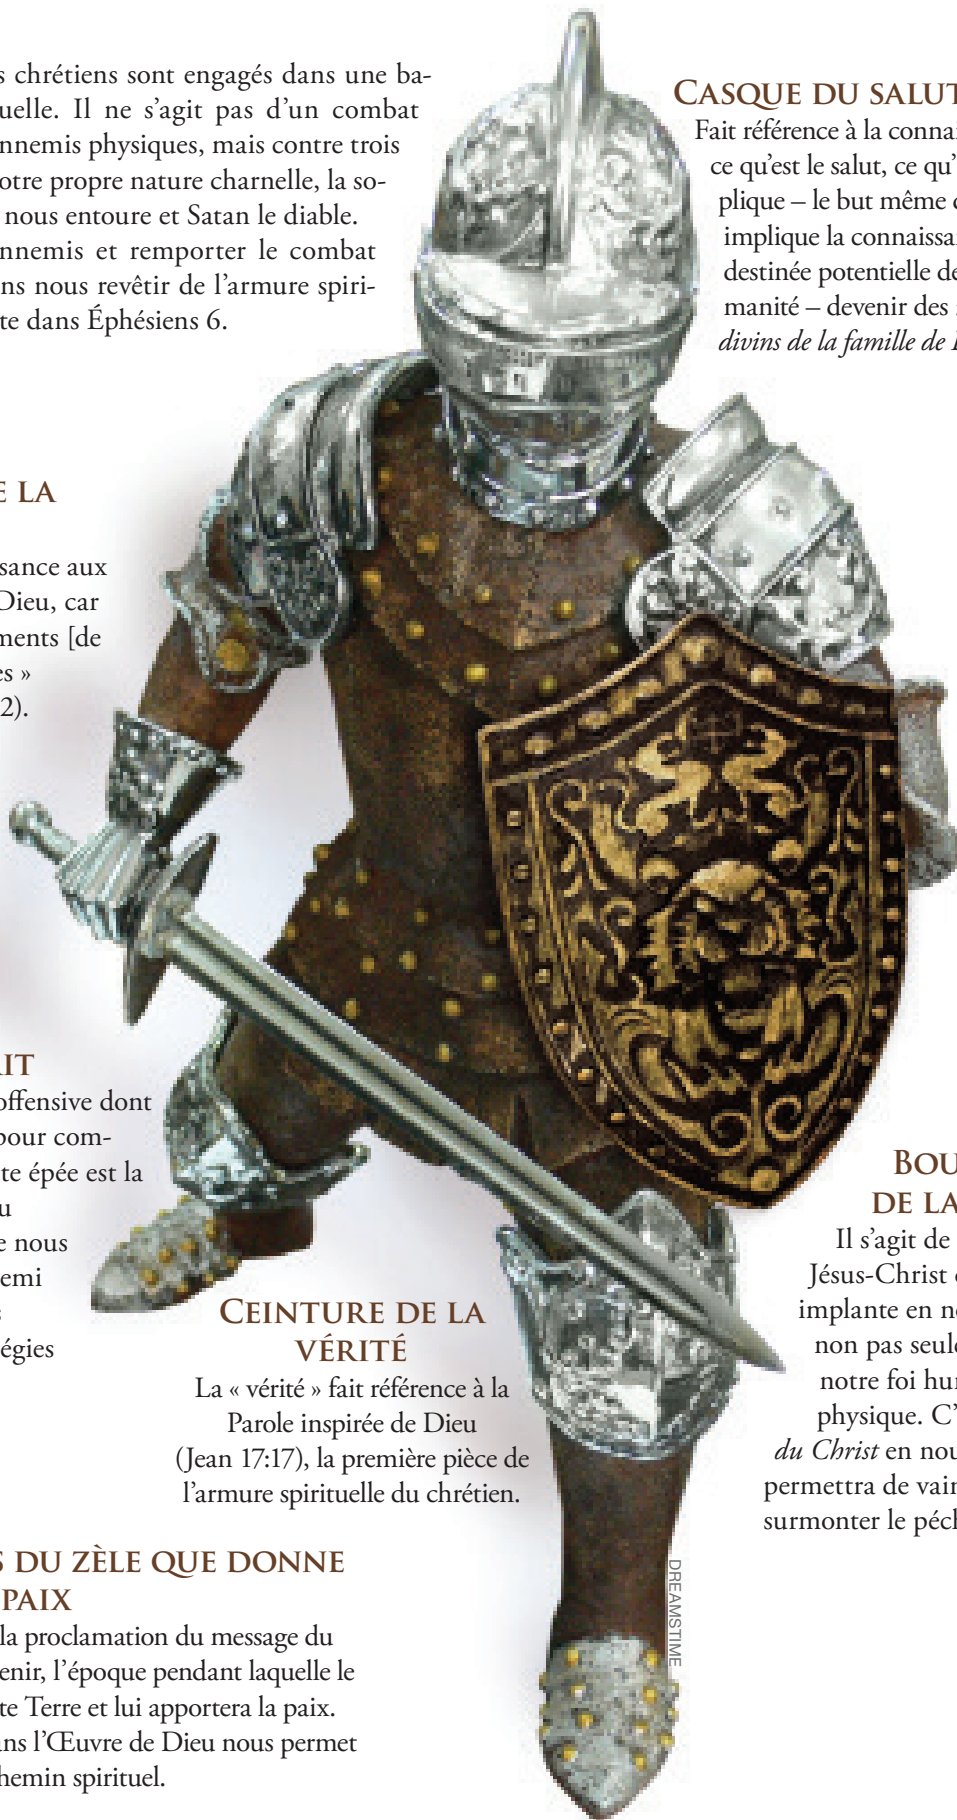 s chrétiens sont engagés dans une ba-
uelle. Il ne s'agit pas d'un combat
nnemis physiques, mais contre trois
otre propre nature charnelle, la so-
nous entoure et Satan le diable.
nnemis et remporter le combat
ns nous revêtir de l'armure spiri-
te dans Éphésiens 6.
CASQUE DU SALUT
Fait référence à la connai
ce qu'est le salut, ce qu'
plique – le but même d
implique la connaissan
destinée potentielle de
manité – devenir des
divins de la famille de D
E LA
sance aux
Dieu, car
ments [de
es »
2).
RIT
offensive dont
pour com-
te épée est la
u
e nous
emi
s
égies
CEINTURE DE LA
VÉRITÉ
La « vérité » fait référence à la
Parole inspirée de Dieu
(Jean 17:17), la première pièce de
l'armure spirituelle du chrétien.
BOU
DE LA
Il s'agit de
Jésus-Christ
implante en no
non pas seule
notre foi hum
physique. C'
du Christ en nou
permettra de vain
surmonter le péch
S DU ZÈLE QUE DONNE
PAIX
la proclamation du message du
enir, l'époque pendant laquelle le
te Terre et lui apportera la paix.
ans l'Œuvre de Dieu nous permet
hemin spirituel.
DREAMSTIME